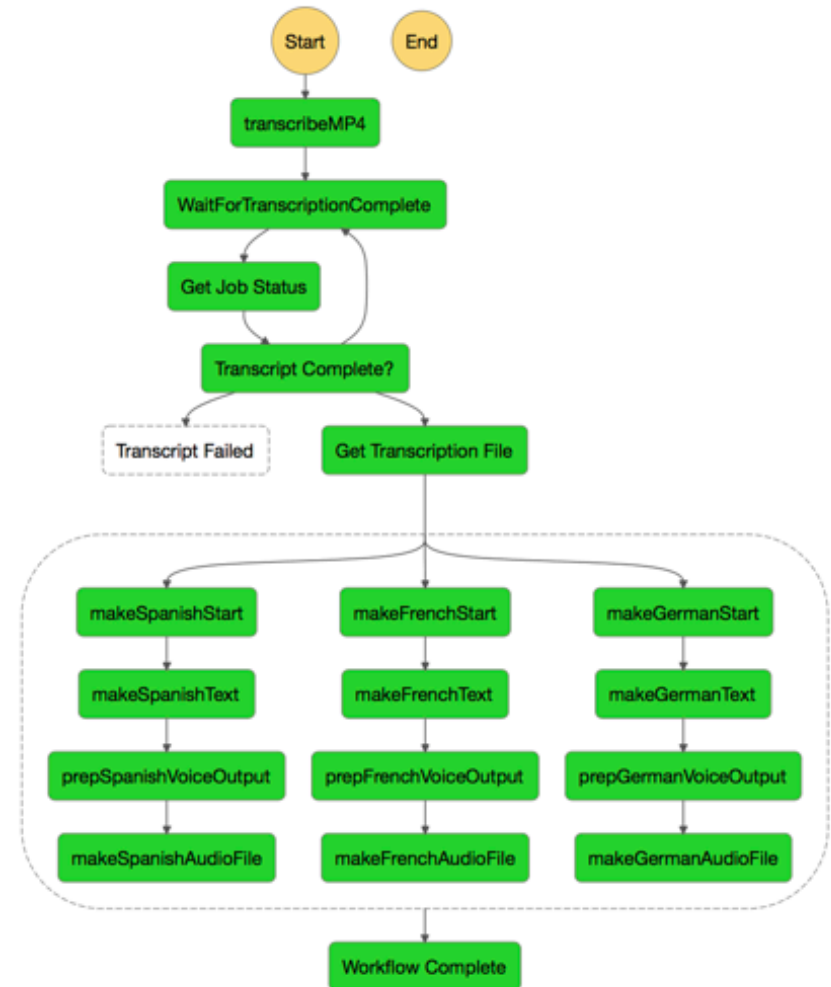 Start
End
transcribeMP4
WaitForTranscriptionComplete
Get Job Status
Transcript Complete?
Transcript Failed
Get Transcription File
makeSpanishStart
makeFrenchStart
makeGermanStart
makeSpanishText
makeFrenchText
makeGermanText
prepSpanishVoiceOutput
prepFrenchVoiceOutput
prepGermanVoiceOutput
makeSpanishAudioFile
makeFrenchAudioFile
makeGermanAudioFile
Workflow Complete